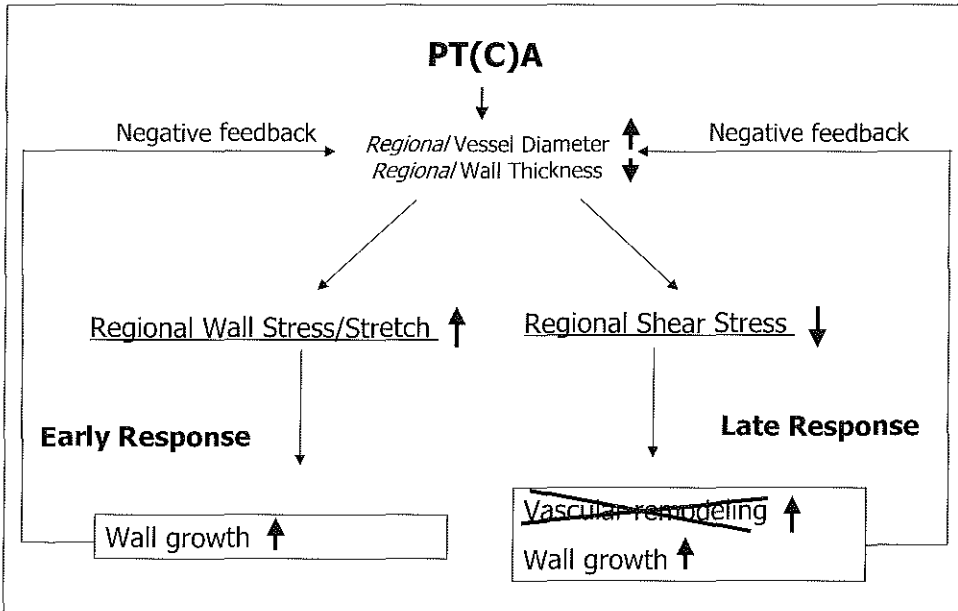 PT(C)A
Negative feedback
Negative feedback
Regional Vessel Diameter
Regional Wall Thickness
Regional Wall Stress/Stretch
Regional Shear Stress
Early Response
Late Response
Vascular remodeling
Wall growth
Wall growth